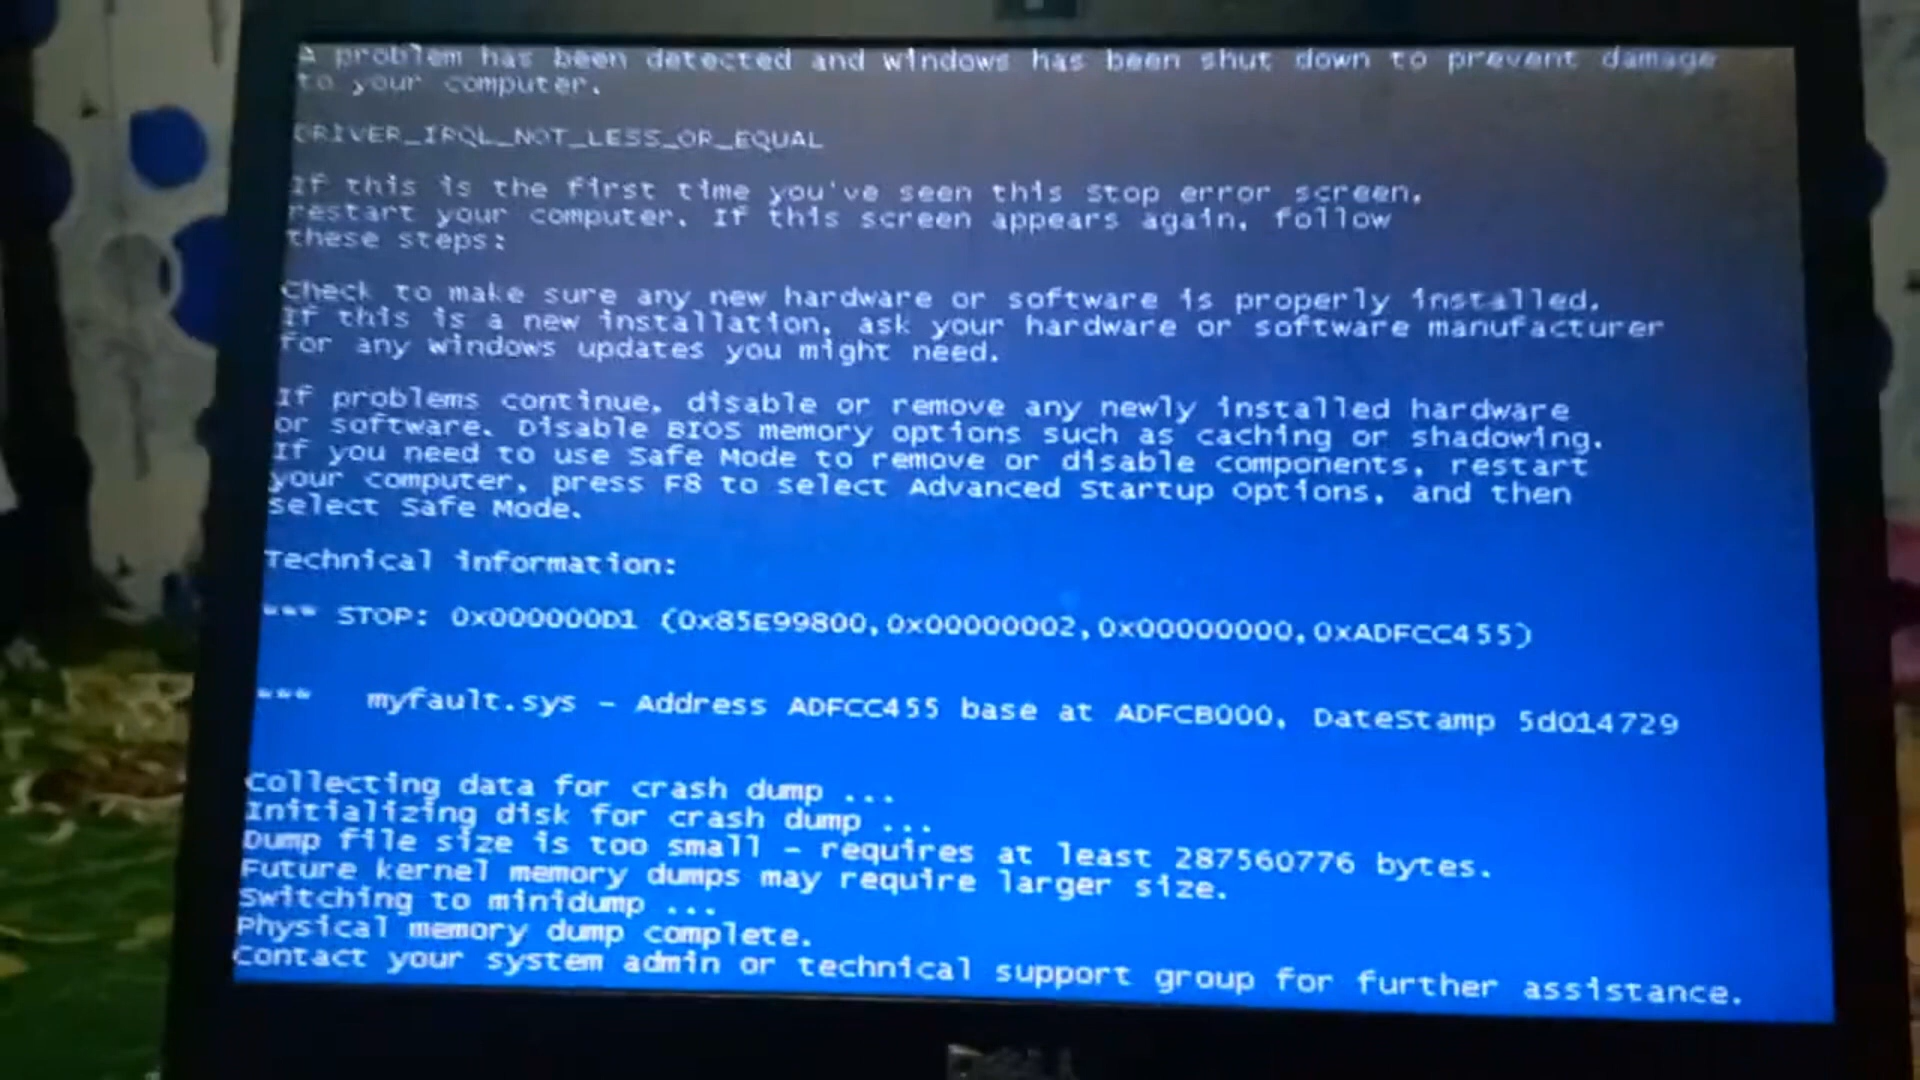 A problem has been detected and windows has been shut down to prevent damage
to your computer.
DRIVER_IRQL_NOT_LESS_OR_EQUAL
If this is the first time you've seen this Stop error screen,
restart your computer. If this screen appears again, follow
these steps:
Check to make sure any new hardware or software is properly installed.
If this is a new installation, ask your hardware or software manufacturer
for any windows updates you might need.
If problems continue, disable or remove any newly installed hardware
or software. Disable BIOS memory options such as caching or shadowing.
If you need to use Safe Mode to remove or disable components, restart
your computer, press F8 to select Advanced Startup Options, and then
select Safe Mode.
Technical information:
*** STOP: 0x000000D1 (0x85E99800,0x00000002,0x00000000,0xADFCC455)
*** myfault.sys - Address ADFCC455 base at ADFCB000, DateStamp 5d014729
Collecting data for crash dump ...
Initializing disk for crash dump ...
Dump file size is too small - requires at least 287560776 bytes.
Future kernel memory dumps may require larger size.
Switching to minidump ...
Physical memory dump complete.
Contact your system admin or technical support group for further assistance.